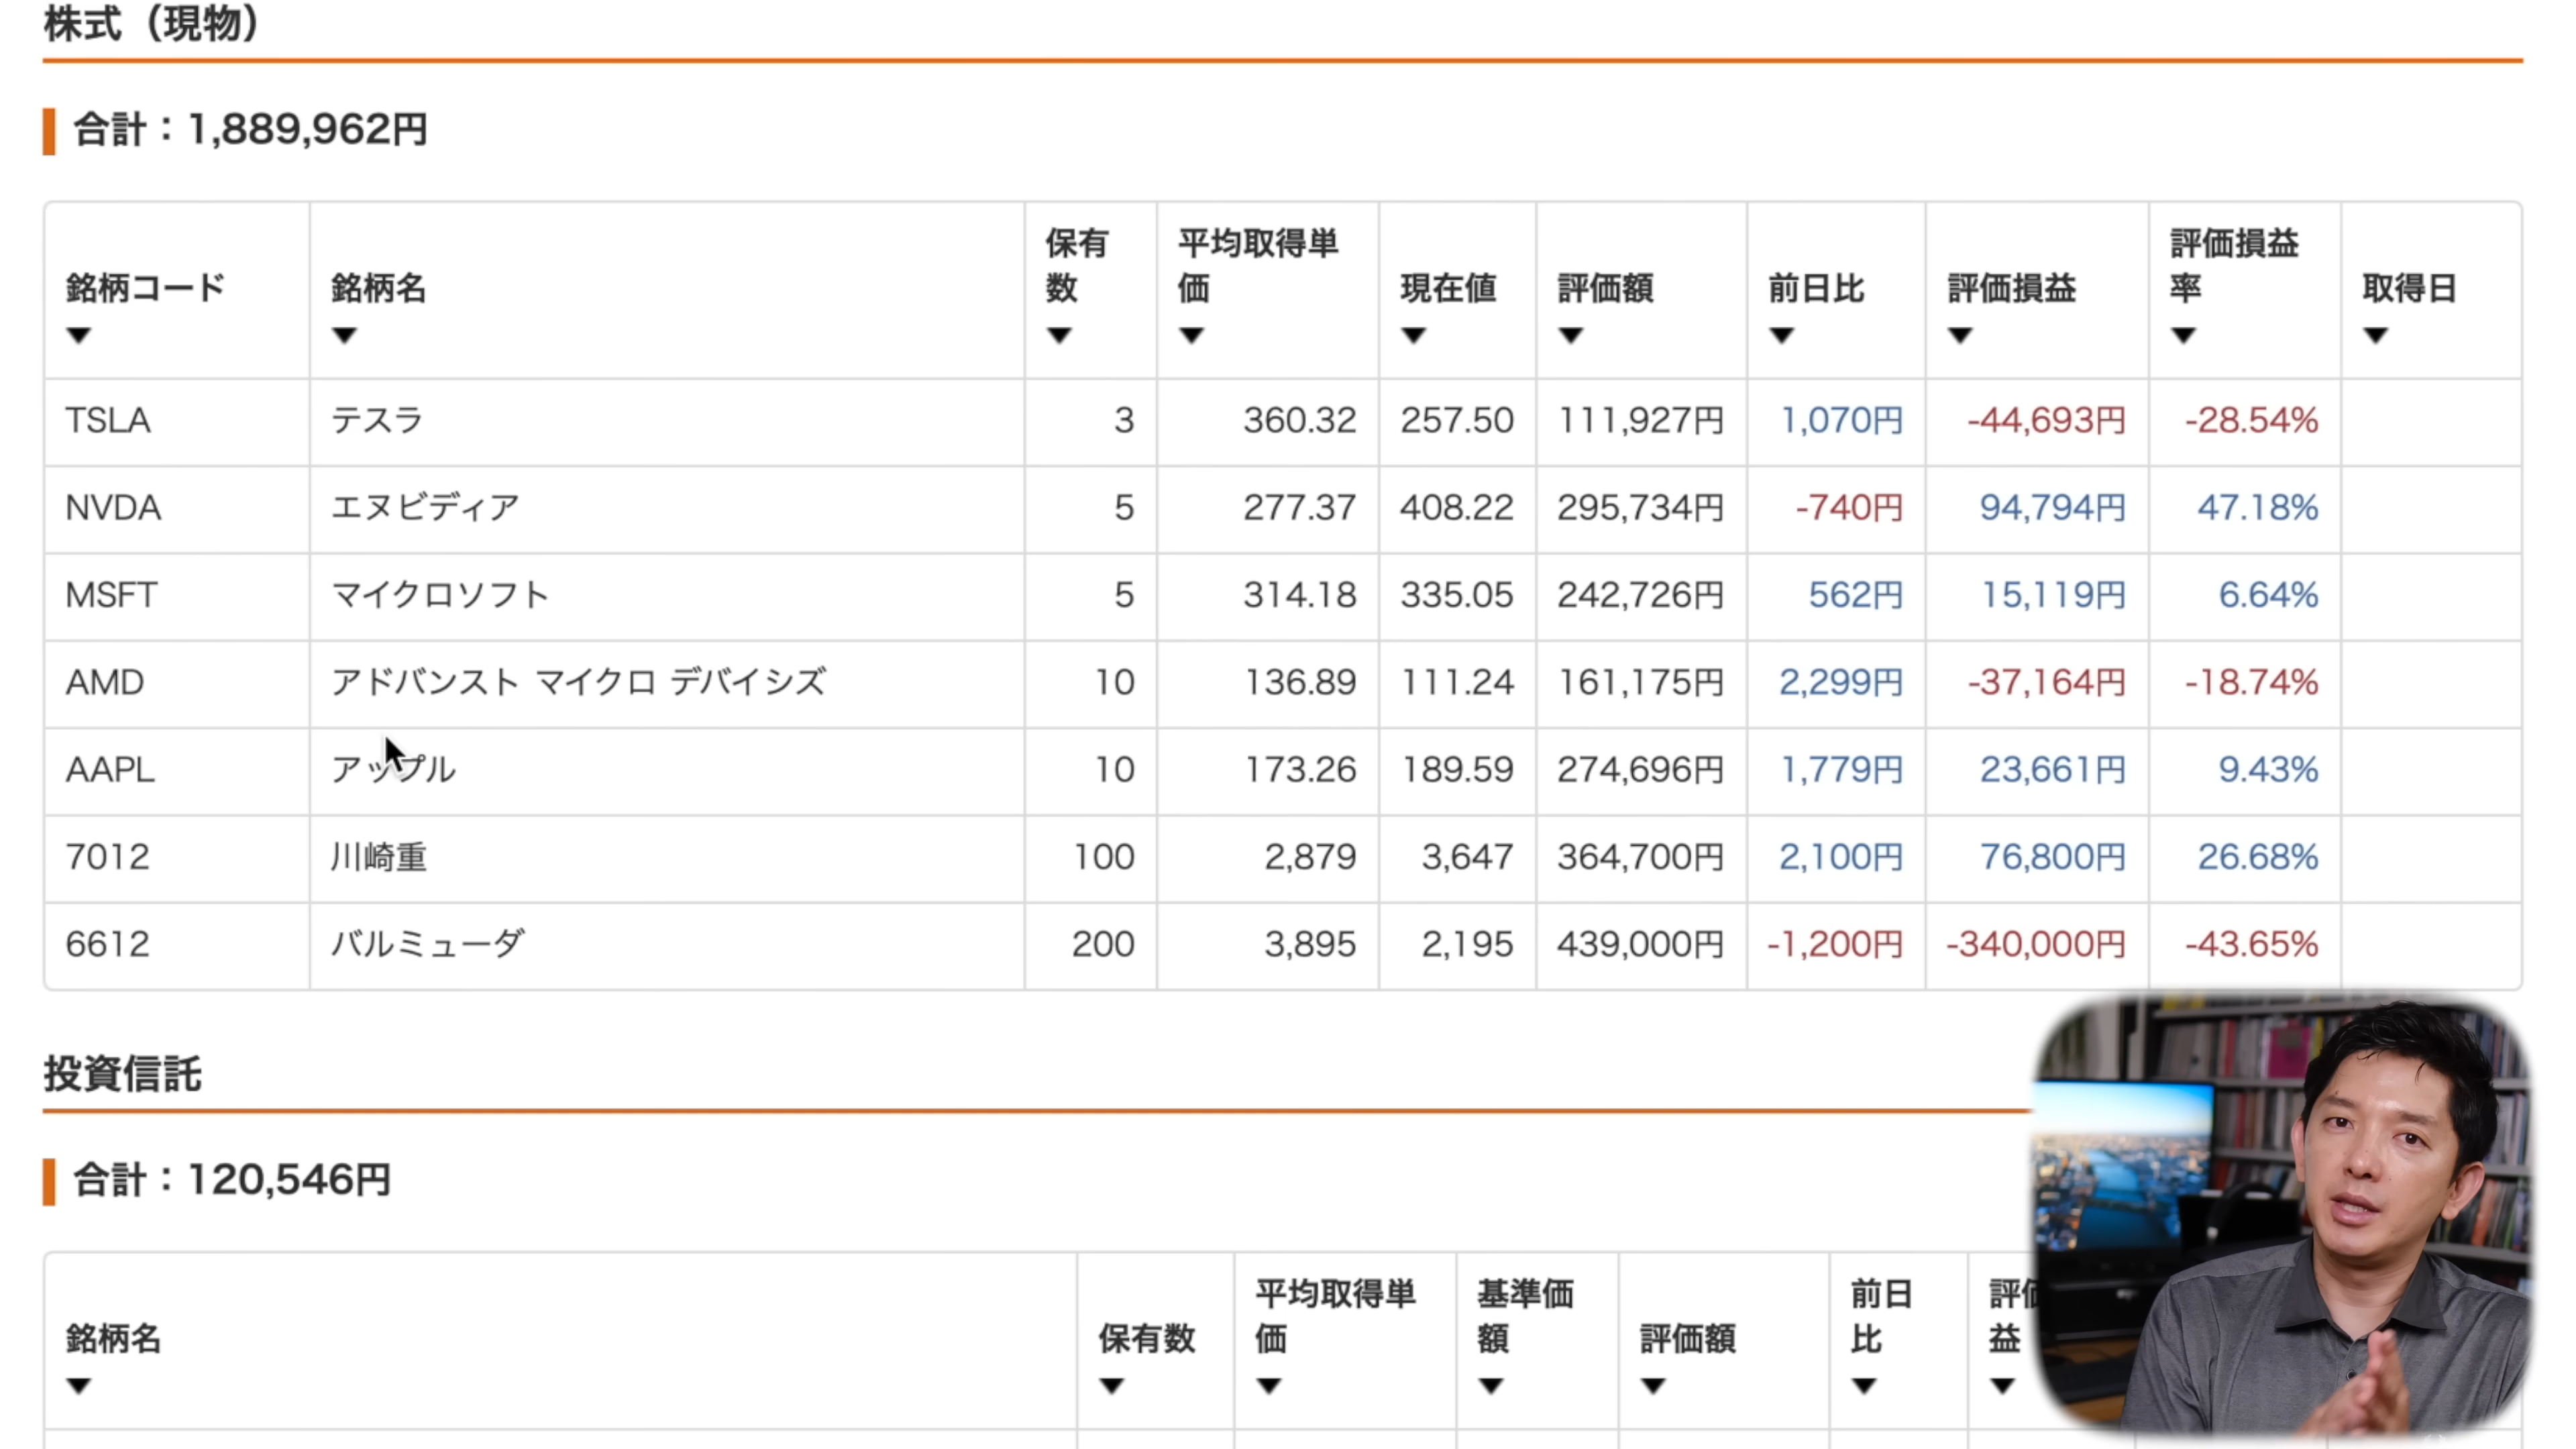 株式（現物）
合計：1,889,962円
銘柄コード 銘柄名 保有数 平均取得単価 現在値 評価額 前日比 評価損益 評価損益率 取得日
TSLA テスラ 3 360.32 257.50 111,927円 1,070円 -44,693円 -28.54%
NVDA エヌビディア 5 277.37 408.22 295,734円 -740円 94,794円 47.18%
MSFT マイクロソフト 5 314.18 335.05 242,726円 562円 15,119円 6.64%
AMD アドバンスト マイクロ デバイシズ 10 136.89 111.24 161,175円 2,299円 -37,164円 -18.74%
AAPL アップル 10 173.26 189.59 274,696円 1,779円 23,661円 9.43%
7012 川崎重 100 2,879 3,647 364,700円 2,100円 76,800円 26.68%
6612 バルミューダ 200 3,895 2,195 439,000円 -1,200円 -340,000円 -43.65%
投資信託
合計：120,546円
銘柄名 保有数 平均取得単価 基準価額 評価額 前日比 評価益